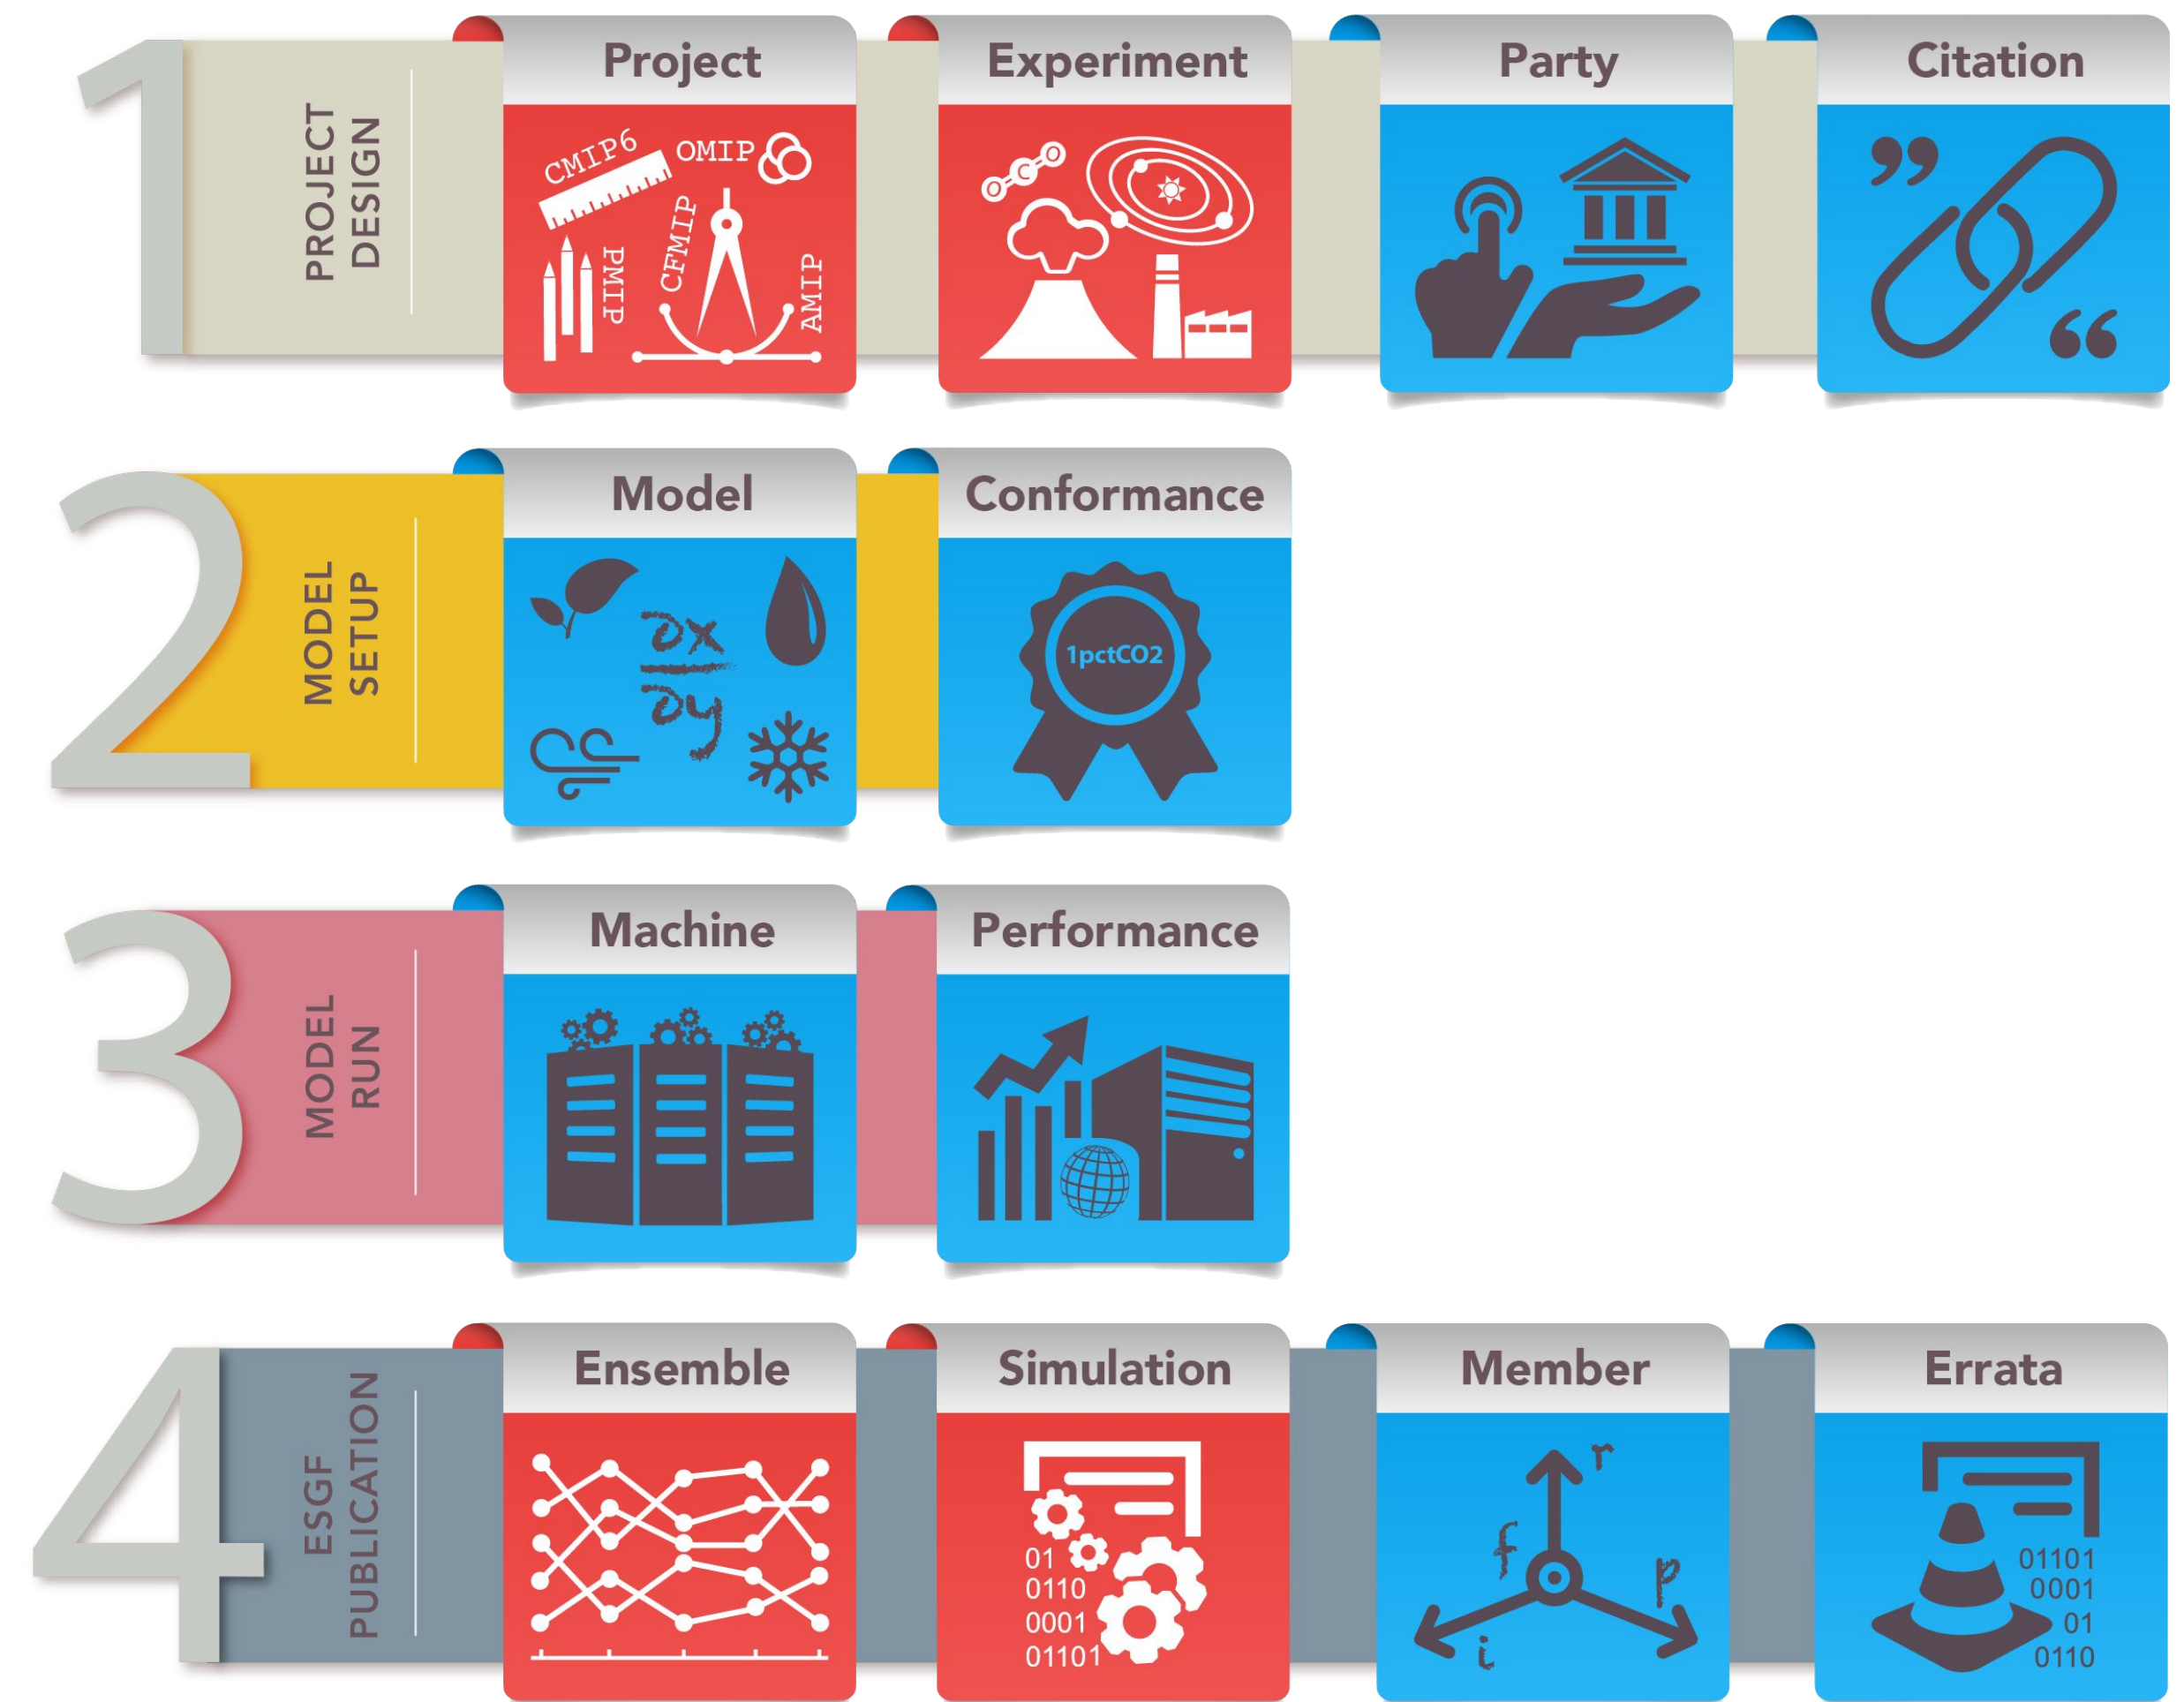 1
PROJECT
DESIGN
Project
CMIP6
OMIP
CFMIP
PMIP
AMIP
Experiment
O C O
Party
Citation
”
“
2
MODEL
SETUP
Model
∂x
∂y
Conformance
1pctCO2
3
MODEL
RUN
Machine
Performance
4
ESGF
PUBLICATION
Ensemble
Simulation
01
0110
0001
01101
Member
r
f
p
i
Errata
01101
0001
01
0110